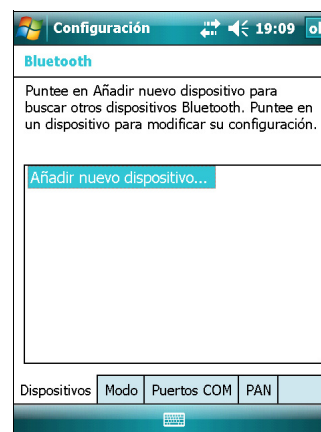 Configuración 19:09 ok
Bluetooth
Puntee en Añadir nuevo dispositivo para
buscar otros dispositivos Bluetooth. Puntee en
un dispositivo para modificar su configuración.
Añadir nuevo dispositivo...
Dispositivos Modo Puertos COM PAN